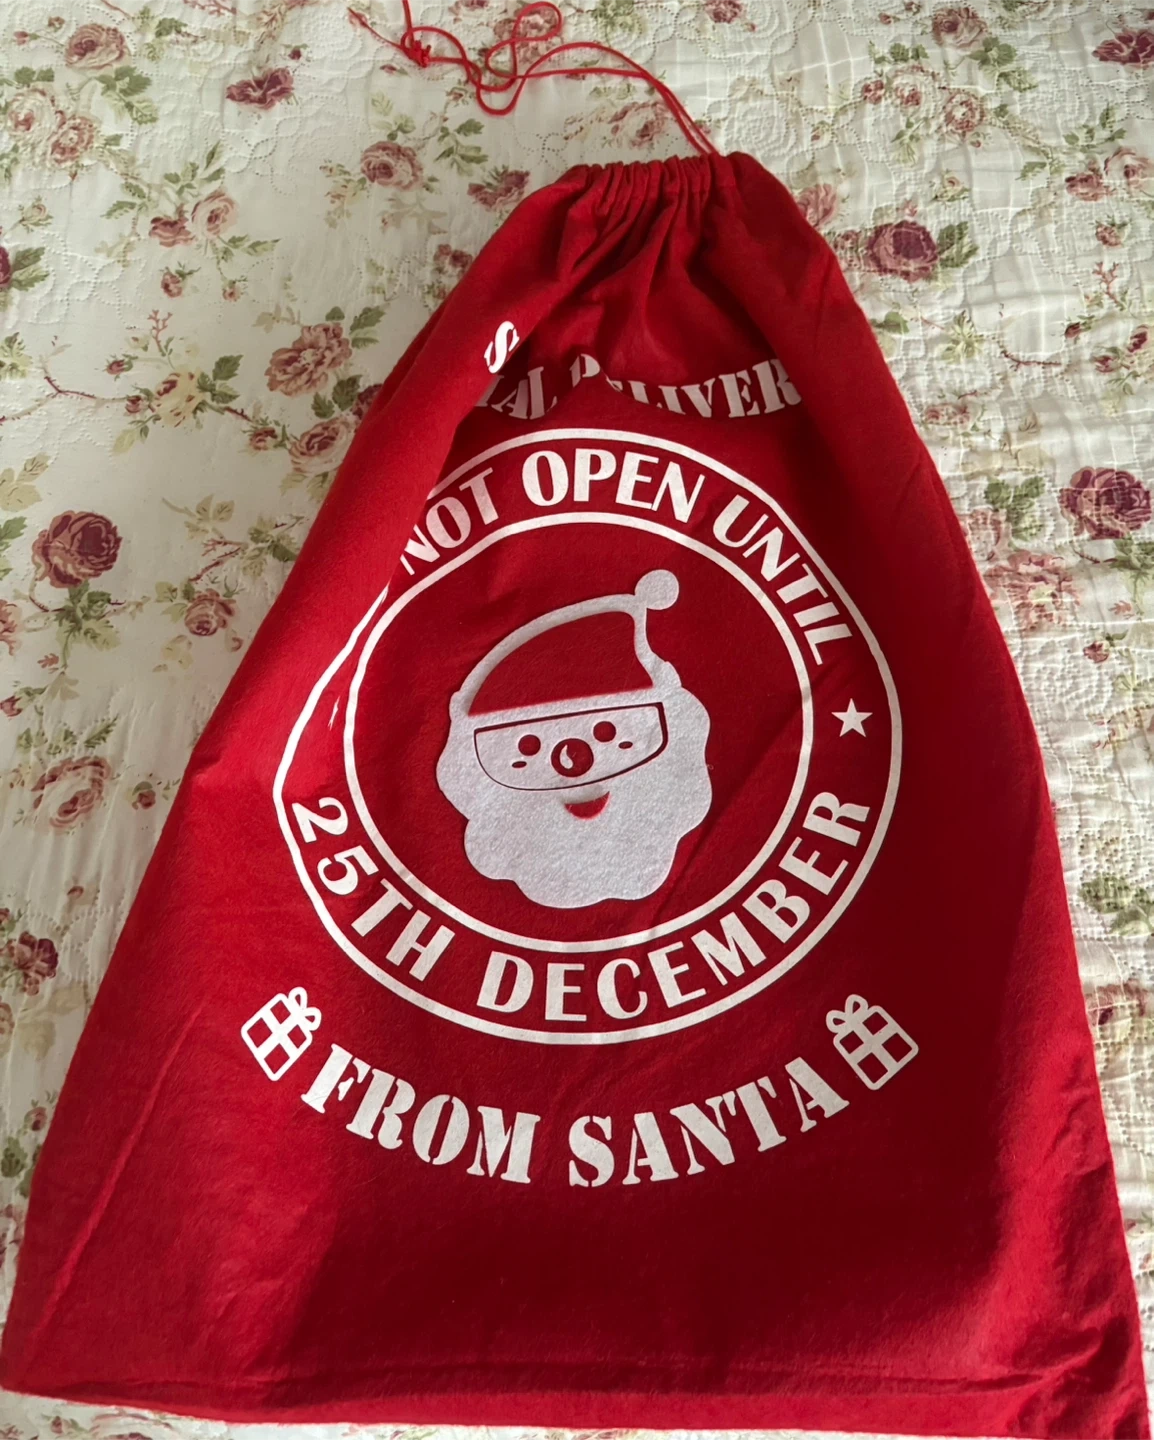 NOT OPEN UNTIL
25TH DECEMBER
FROM SANTA